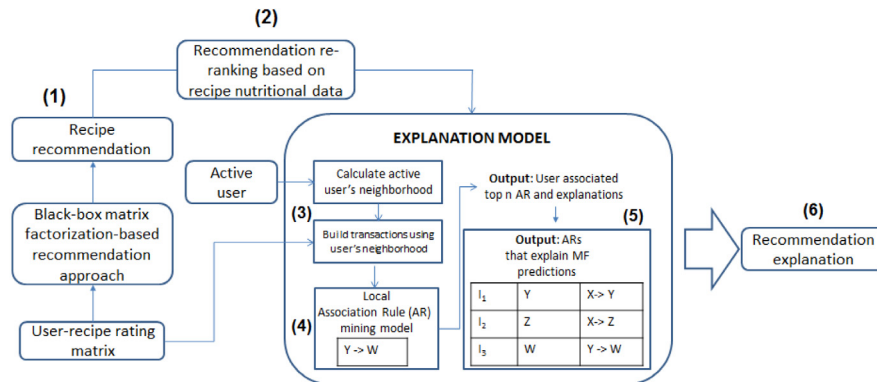 (2)
Recommendation re-
ranking based on
recipe nutritional data
(1)
Recipe
recommendation
EXPLANATION MODEL
Active
user
Calculate active
user's neighborhood
Output: User associated
top n AR and explanations
Black-box matrix
factorization-based
recommendation
approach
(3)
Build transactions using
user's neighborhood
(5)
Output: ARs
that explain MF
predictions
I1 Y X-> Y
I2 Z X-> Z
I3 W Y -> W
(6)
Recommendation
explanation
(4)
Local
Association Rule (AR)
mining model
Y -> W
User-recipe rating
matrix